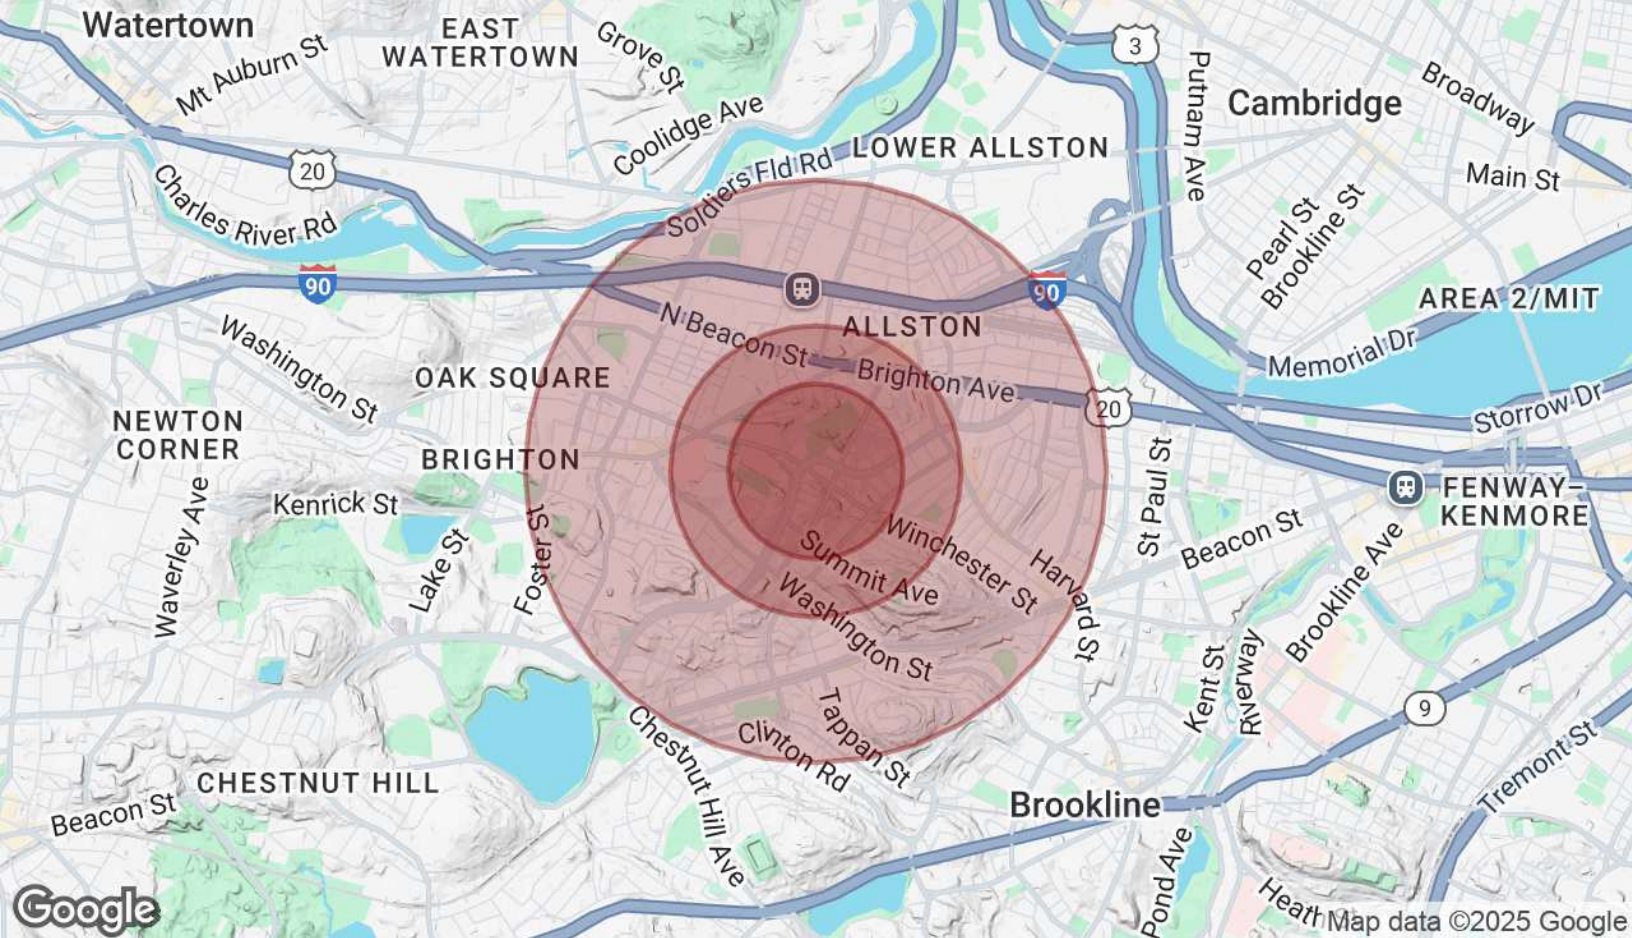 Watertown
EAST
WATERTOWN
Grove St
3
Mt Auburn St
Putnam Ave
Broadway
Cambridge
Coolidge Ave
LOWER ALLSTON
20
Soldiers Fld Rd
Main St
Charles River Rd
Pearl St
Brookline St
90
90
AREA 2/MIT
N Beacon St
ALLSTON
Washington St
Memorial Dr
OAK SQUARE
Brighton Ave
20
Storrow Dr
NEWTON
CORNER
BRIGHTON
St Paul St
FENWAY–
KENMORE
Kenrick St
Waverley Ave
Lake St
Foster St
Summit Ave
Winchester St
Harvard St
Beacon St
Brookline Ave
Washington St
Kent St
Riverway
9
Tappan St
Clinton Rd
Chestnut Hill Ave
Tremont St
CHESTNUT HILL
Beacon St
Brookline
Pond Ave
Heath
Google
Map data ©2025 Google